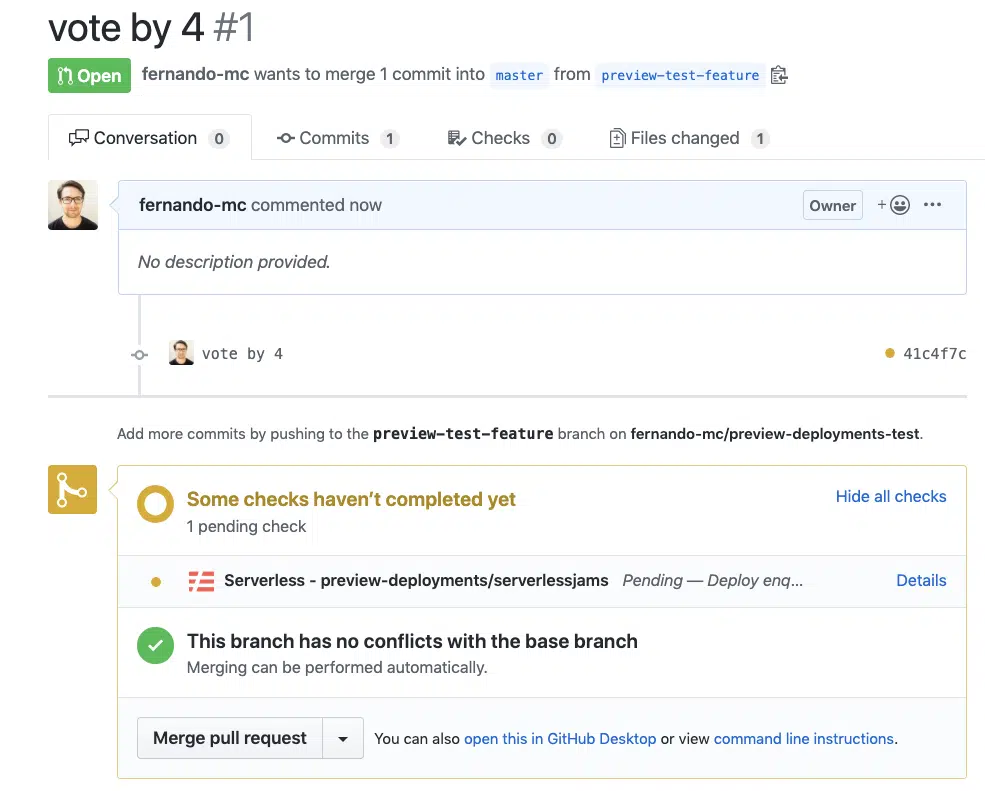 vote by 4 #1
Open fernando-mc wants to merge 1 commit into master from preview-test-feature
Conversation 0 Commits 1 Checks 0 Files changed 1
fernando-mc commented now Owner + ...
No description provided.
vote by 4 41c4f7c
Add more commits by pushing to the preview-test-feature branch on fernando-mc/preview-deployments-test.
Some checks haven’t completed yet Hide all checks
1 pending check
Serverless - preview-deployments/serverlessjams Pending — Deploy enq... Details
This branch has no conflicts with the base branch
Merging can be performed automatically.
Merge pull request You can also open this in GitHub Desktop or view command line instructions.